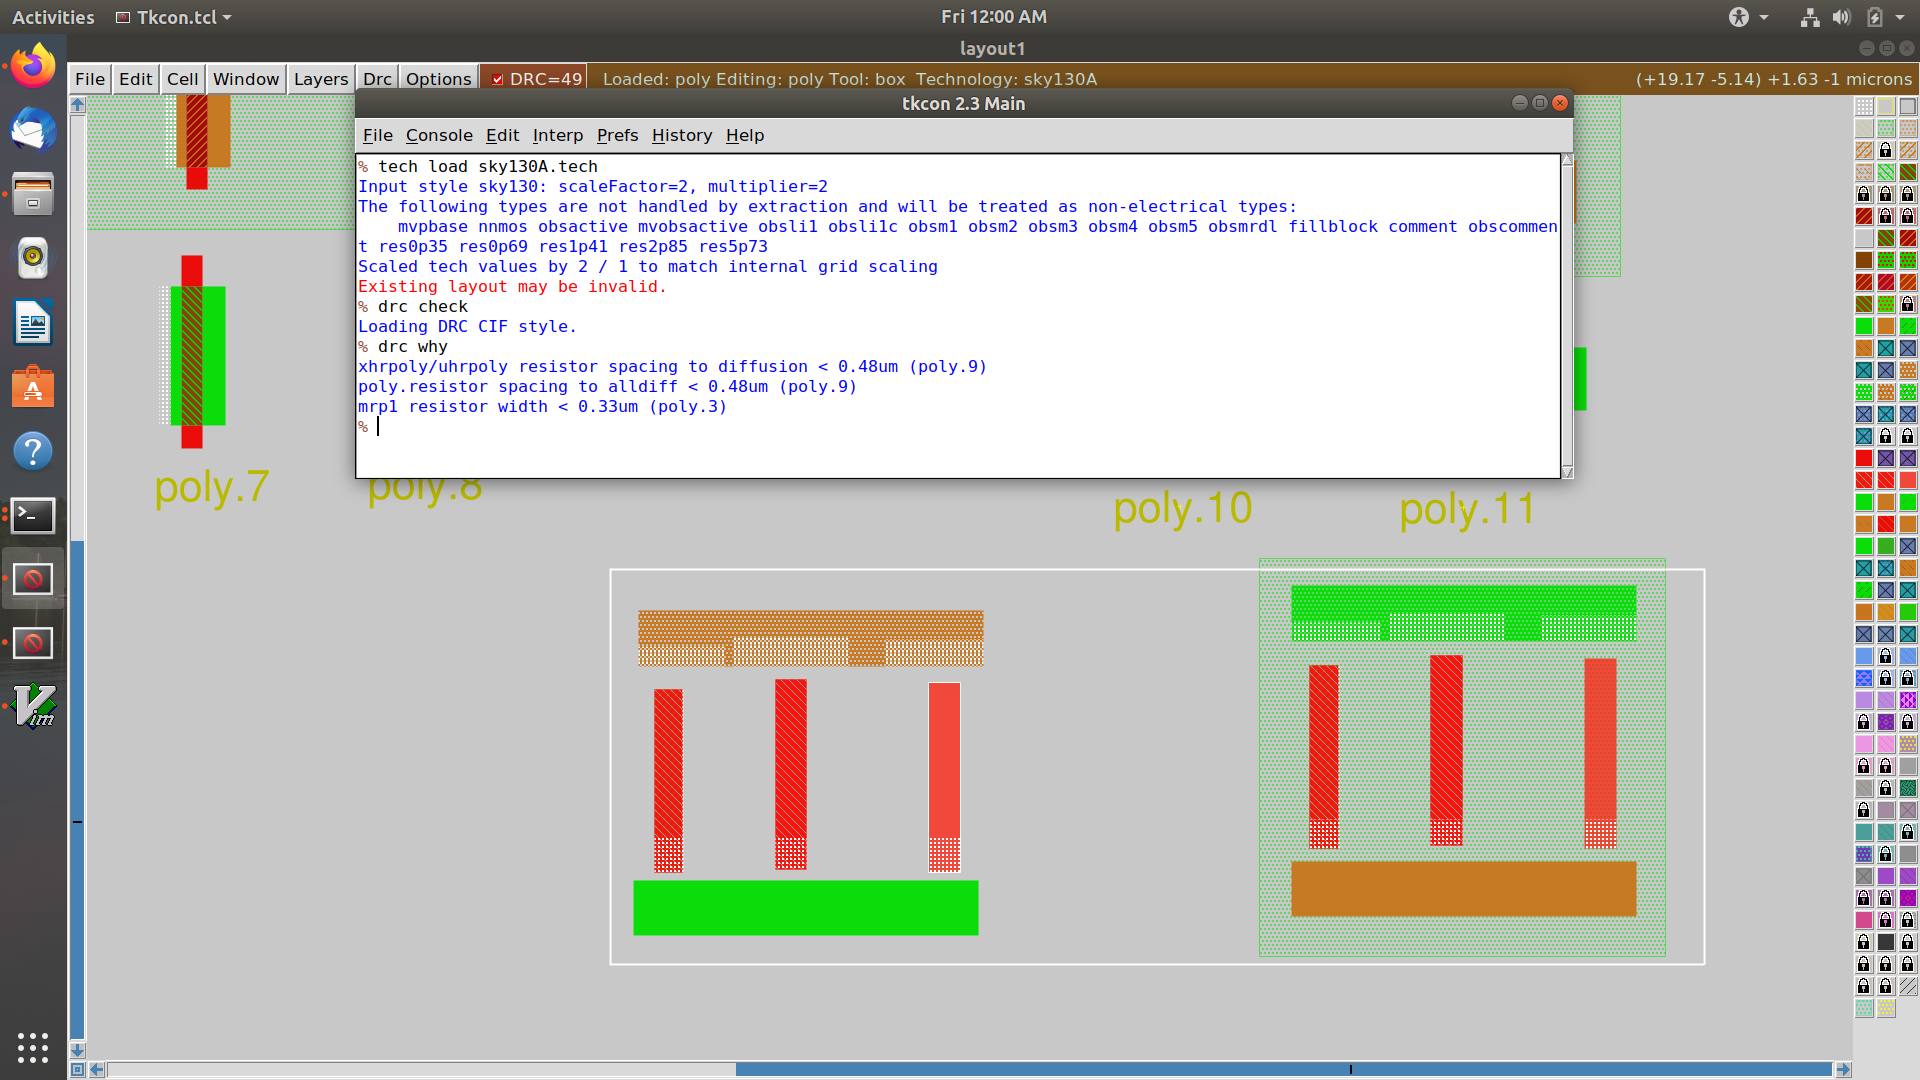 Activities
Tkcon.tcl
Fri 12:00 AM
layout1
File Edit Cell Window Layers Drc Options
DRC=49
Loaded: poly Editing: poly Tool: box Technology: sky130A
(+19.17 -5.14) +1.63 -1 microns
tkcon 2.3 Main
File Console Edit Interp Prefs History Help
% tech load sky130A.tech
Input style sky130: scaleFactor=2, multiplier=2
The following types are not handled by extraction and will be treated as non-electrical types:
mvpbase nnmos obsactive mvobsactive obsli1 obsli1c obsm1 obsm2 obsm3 obsm4 obsm5 obsmrdl fillblock comment obscommen
t res0p35 res0p69 res1p41 res2p85 res5p73
Scaled tech values by 2 / 1 to match internal grid scaling
Existing layout may be invalid.
% drc check
Loading DRC CIF style.
% drc why
xhrpoly/uhrpoly resistor spacing to diffusion < 0.48um (poly.9)
poly.resistor spacing to alldiff < 0.48um (poly.9)
mrp1 resistor width < 0.33um (poly.3)
%
poly.7
poly.8
poly.10
poly.11